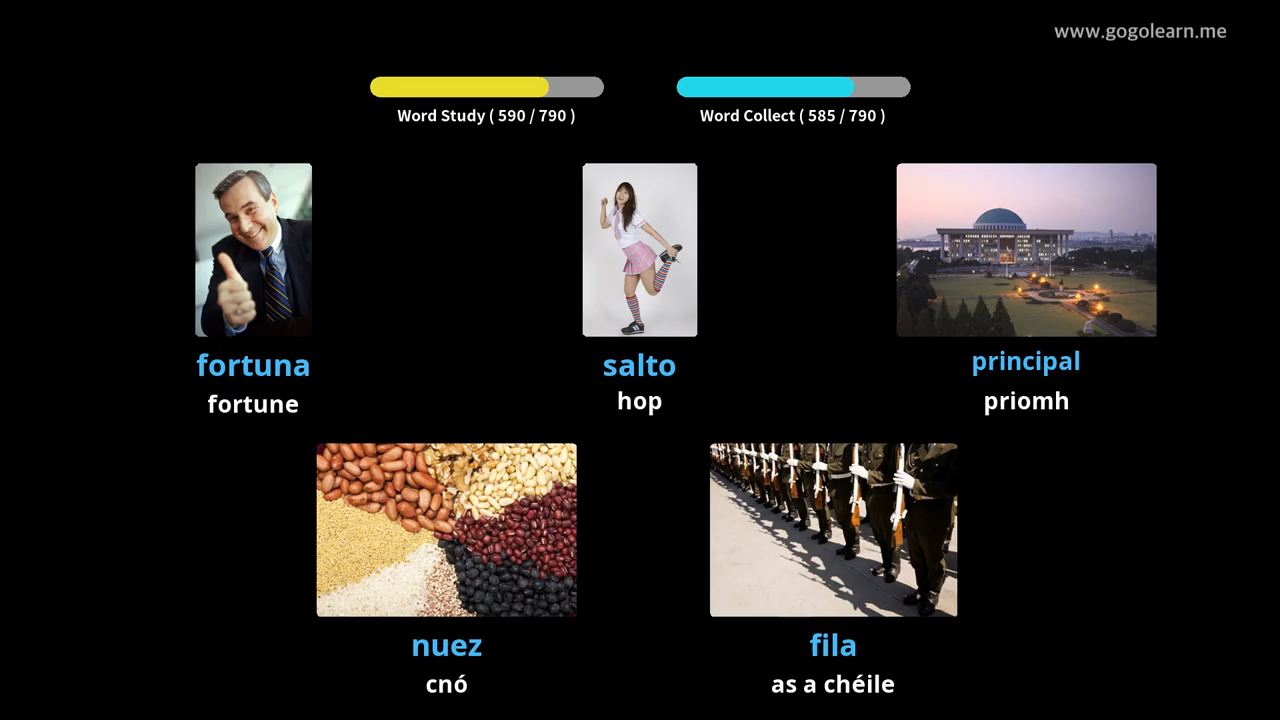 www.gogolearn.me
Word Study ( 590 / 790 )
Word Collect ( 585 / 790 )
fortuna
fortune
salto
hop
principal
priomh
nuez
cnó
fila
as a chéile